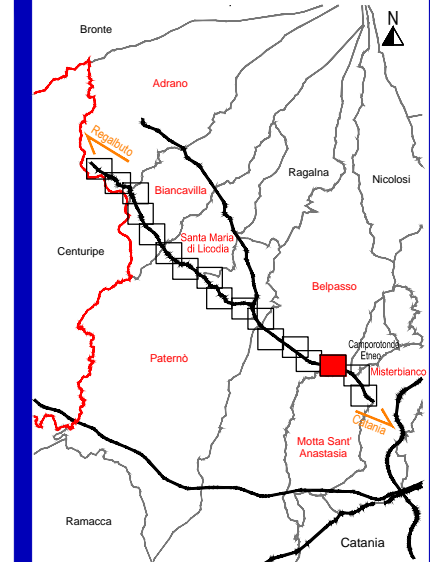 N
Bronte
Adrano
Regalbuto
Ragalna
Nicolosi
Biancavilla
Santa Maria
di Licodia
Centuripe
Belpasso
Camporotondo
Etneo
Paternò
Misterbianco
Catania
Motta Sant'
Anastasia
Ramacca
Catania